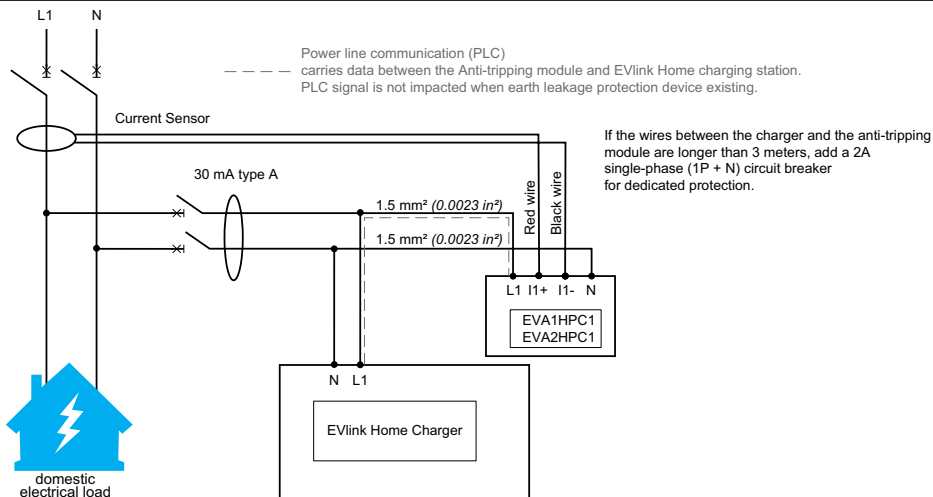 L1 N
Power line communication (PLC)
carries data between the Anti-tripping module and EVlink Home charging station.
PLC signal is not impacted when earth leakage protection device existing.
Current Sensor
If the wires between the charger and the anti-tripping
module are longer than 3 meters, add a 2A
single-phase (1P + N) circuit breaker
for dedicated protection.
30 mA type A
Red wire
Black wire
1.5 mm² (0.0023 in²)
1.5 mm² (0.0023 in²)
L1 I1+ I1- N
EVA1HPC1
EVA2HPC1
N L1
EVlink Home Charger
domestic
electrical load